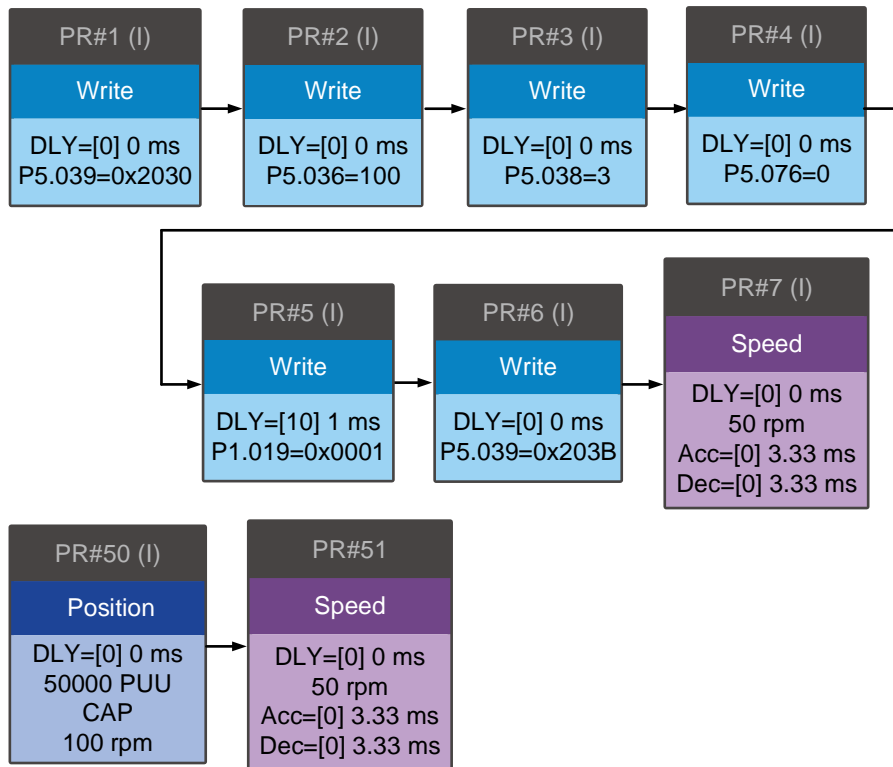 PR#1 (I)
Write
DLY=[0] 0 ms
P5.039=0x2030
PR#2 (I)
Write
DLY=[0] 0 ms
P5.036=100
PR#3 (I)
Write
DLY=[0] 0 ms
P5.038=3
PR#4 (I)
Write
DLY=[0] 0 ms
P5.076=0
PR#5 (I)
Write
DLY=[10] 1 ms
P1.019=0x0001
PR#6 (I)
Write
DLY=[0] 0 ms
P5.039=0x203B
PR#7 (I)
Speed
DLY=[0] 0 ms
50 rpm
Acc=[0] 3.33 ms
Dec=[0] 3.33 ms
PR#50 (I)
Position
DLY=[0] 0 ms
50000 PUU
CAP
100 rpm
PR#51
Speed
DLY=[0] 0 ms
50 rpm
Acc=[0] 3.33 ms
Dec=[0] 3.33 ms